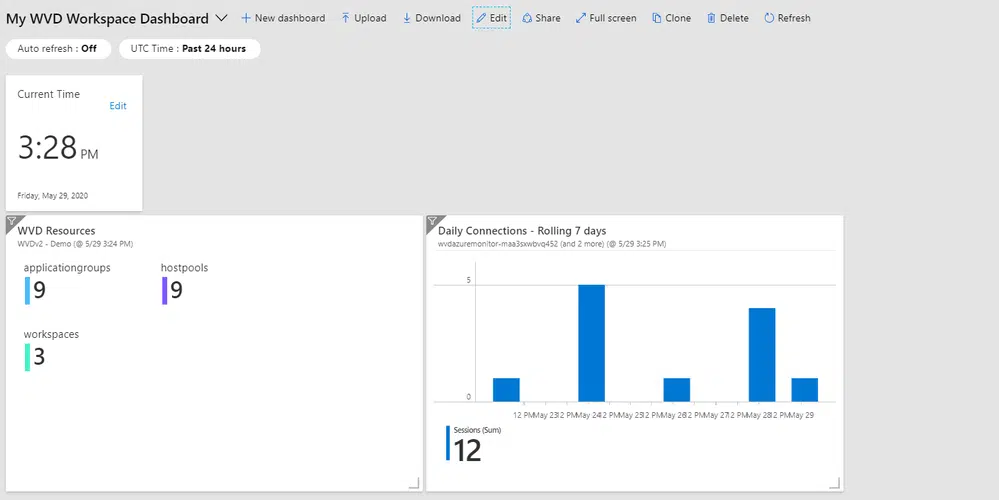 My WVD Workspace Dashboard New dashboard Upload Download Edit Share Full screen Clone Delete Refresh
Auto refresh : Off UTC Time : Past 24 hours
Current Time
Edit
3:28 PM
Friday, May 29, 2020
WVD Resources
WVDv2 - Demo (@ 5/29 3:24 PM)
applicationgroups hostpools
9 9
workspaces
3
Daily Connections - Rolling 7 days
wvdazuremonitor-maa3sxwbvq452 (and 2 more) (@ 5/29 3:25 PM)
5
0
12 PM May 23 12 PM May 24 12 PM May 25 12 PM May 26 12 PM May 27 12 PM May 28 12 PM May 29
Sessions (Sum)
12